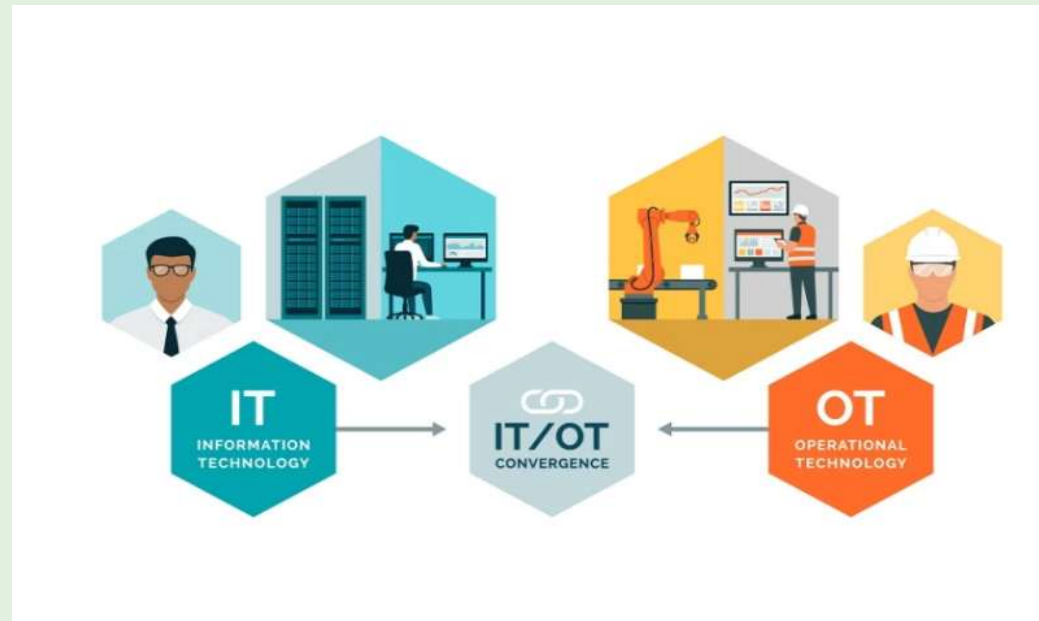 IT
INFORMATION
TECHNOLOGY
IT/OT
CONVERGENCE
OT
OPERATIONAL
TECHNOLOGY